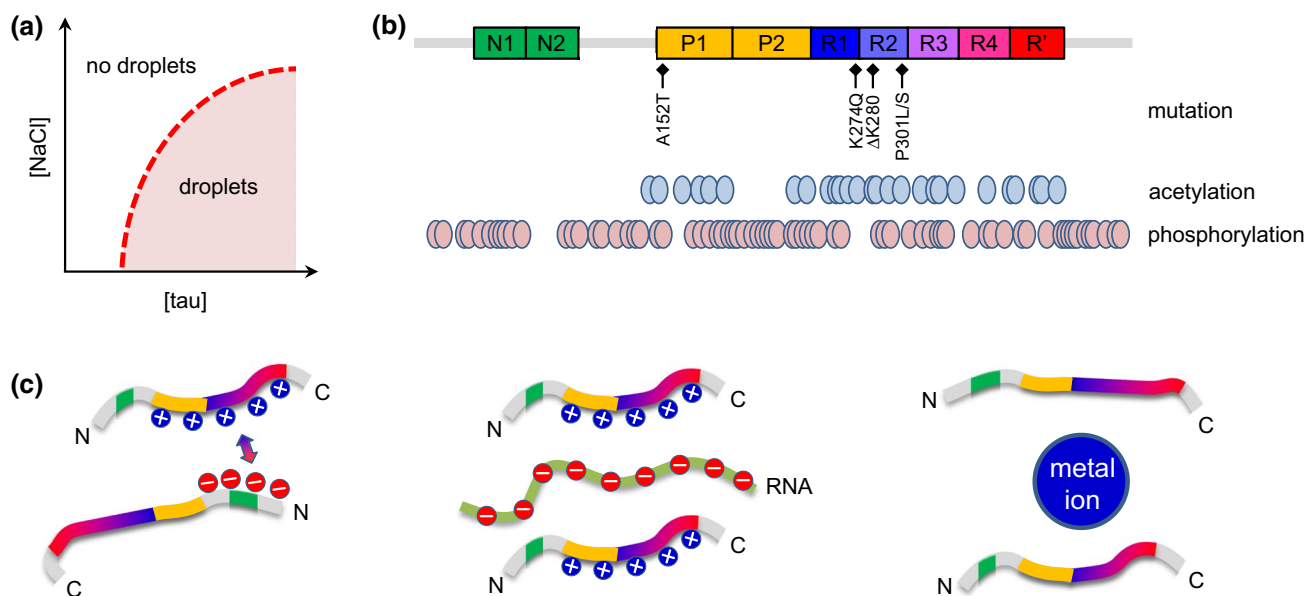 (a)
no droplets
droplets
[NaCl]
[tau]
(b)
N1 N2 P1 P2 R1 R2 R3 R4 R'
A152T
K274Q
ΔK280
P301L/S
mutation
acetylation
phosphorylation
(c)
N
C
+ + + + +
− − − −
N
C
N
C
+ + + + +
− − − − − − − −
RNA
N
C
+ + + + +
N
C
metal
ion
N
C